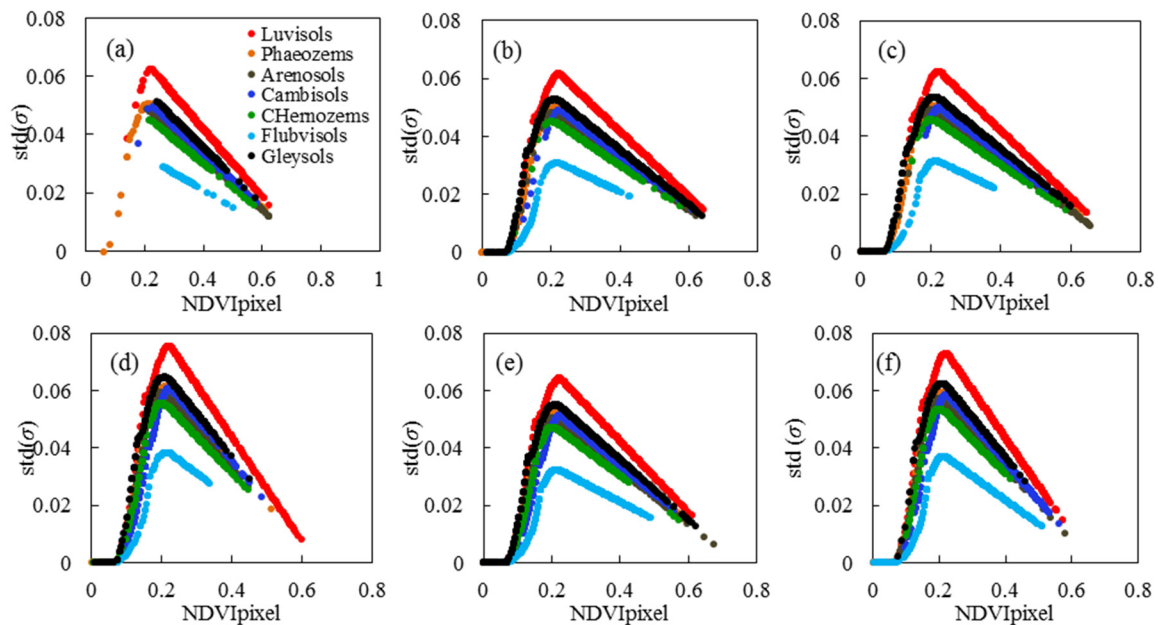 0.08
0.06
0.04
0.02
0
std(σ)
(a)
Luvisols
Phaeozems
Arenosols
Cambisols
CHernozems
Flubvisols
Gleysols
0 0.2 0.4 0.6 0.8 1
NDVIpixel
0.08
0.06
0.04
0.02
0
std(σ)
(b)
0 0.2 0.4 0.6 0.8
NDVIpixel
0.08
0.06
0.04
0.02
0
std(σ)
(c)
0 0.2 0.4 0.6 0.8
NDVIpixel
0.08
0.06
0.04
0.02
0
std(σ)
(d)
0 0.2 0.4 0.6 0.8
NDVIpixel
0.08
0.06
0.04
0.02
0
std(σ)
(e)
0 0.2 0.4 0.6 0.8
NDVIpixel
0.08
0.06
0.04
0.02
0
std (σ)
(f)
0 0.2 0.4 0.6 0.8
NDVIpixel